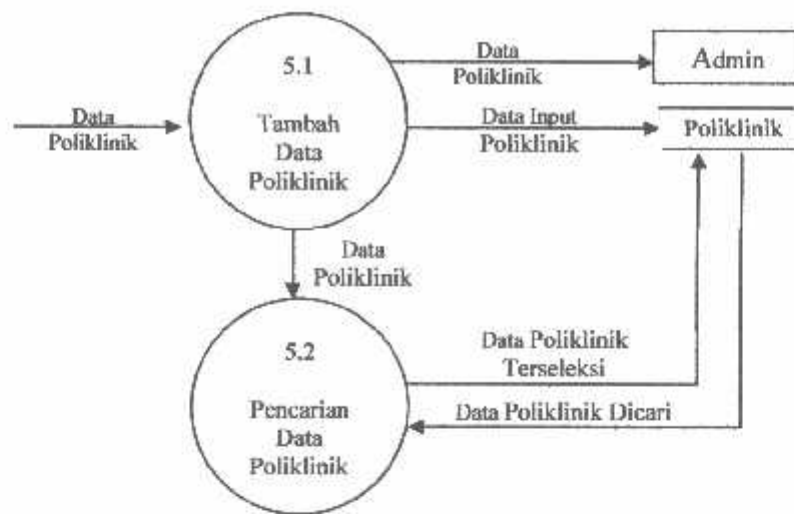 5.1
Tambah
Data
Poliklinik
Data
Poliklinik
Data
Poliklinik
Admin
Data Input
Poliklinik
Poliklinik
Data
Poliklinik
5.2
Pencarian
Data
Poliklinik
Data Poliklinik
Terseleksi
Data Poliklinik Dicari